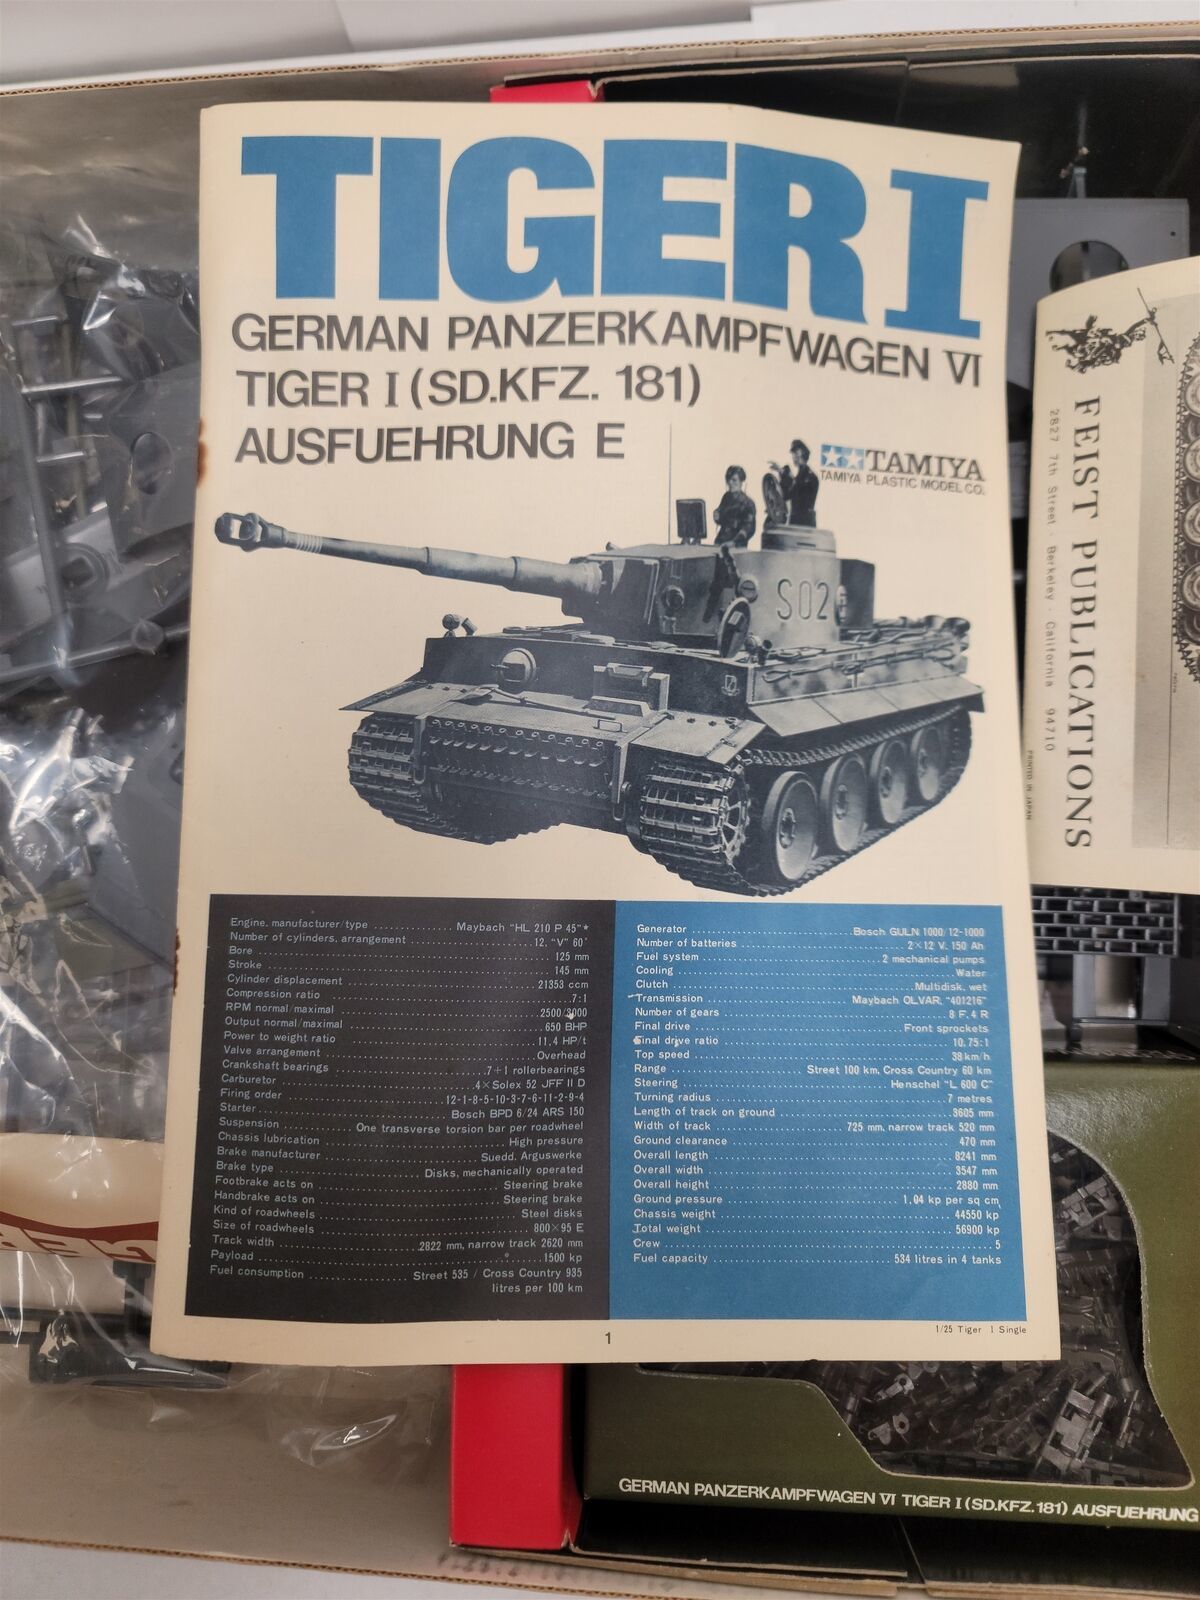 TIGER I
GERMAN PANZERKAMPFWAGEN VI
TIGER I (SD.KFZ. 181)
AUSFUEHRUNG E
TAMIYA
TAMIYA PLASTIC MODEL CO.
S02
Engine, manufacturer/type ... Maybach "HL 210 P 45"*
Number of cylinders, arrangement ... 12. "V" 60°
Bore ... 125 mm
Stroke ... 145 mm
Cylinder displacement ... 21353 ccm
Compression ratio ... 7:1
RPM normal/maximal ... 2500/3000
Output normal/maximal ... 650 BHP
Power to weight ratio ... 11.4 HP/t
Valve arrangement ... Overhead
Crankshaft bearings ... 7+1 rollerbearings
Carburetor ... 4×Solex 52 JFF II D
Firing order ... 12-1-8-5-10-3-7-6-11-2-9-4
Starter ... Bosch BPD 6/24 ARS 150
Suspension ... One transverse torsion bar per roadwheel
Chassis lubrication ... High pressure
Brake manufacturer ... Suedd. Arguswerke
Brake type ... Disks, mechanically operated
Footbrake acts on ... Steering brake
Handbrake acts on ... Steering brake
Kind of roadwheels ... Steel disks
Size of roadwheels ... 800×95 E
Track width ... 2822 mm, narrow track 2620 mm
Payload ... 1500 kp
Fuel consumption ... Street 535 / Cross Country 935
litres per 100 km
Generator ... Bosch GULN 1000/12-1000
Number of batteries ... 2×12 V. 150 Ah
Fuel system ... 2 mechanical pumps
Cooling ... Water
Clutch ... Multidisk, wet
Transmission ... Maybach OLVAR, "401216"
Number of gears ... 8 F. 4 R
Final drive ... Front sprockets
Final drive ratio ... 10.75:1
Top speed ... 38 km/h
Range ... Street 100 km, Cross Country 60 km
Steering ... Henschel "L 600 C"
Turning radius ... 7 metres
Length of track on ground ... 3605 mm
Width of track ... 725 mm, narrow track 520 mm
Ground clearance ... 470 mm
Overall length ... 8241 mm
Overall width ... 3547 mm
Overall height ... 2880 mm
Ground pressure ... 1.04 kp per sq cm
Chassis weight ... 44550 kp
Total weight ... 56900 kp
Crew ... 5
Fuel capacity ... 534 litres in 4 tanks
1
1/25 Tiger I Single
FEIST PUBLICATIONS
2827 7th Street · Berkeley · California 94710
PRINTED IN JAPAN
GERMAN PANZERKAMPFWAGEN VI TIGER I (SD.KFZ.181) AUSFUEHRUNG